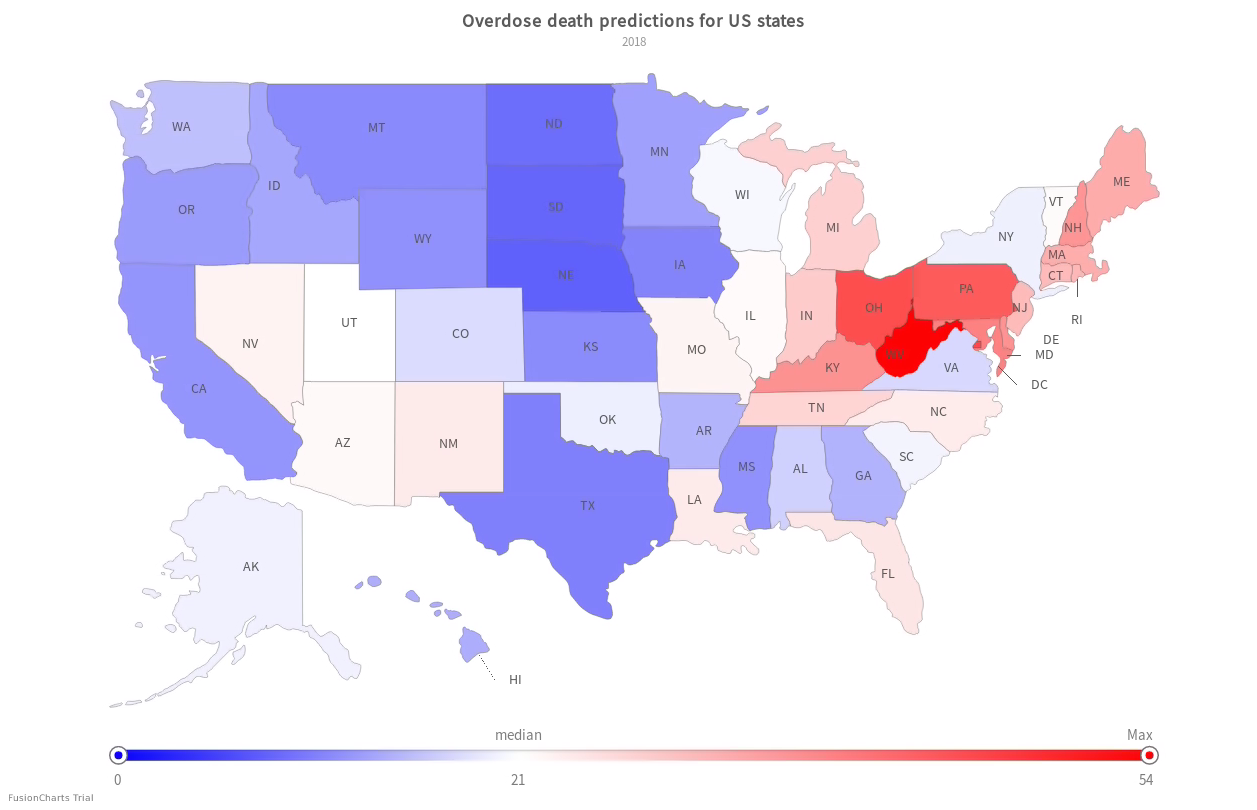 Overdose death predictions for US states
2018
WA
MT
ND
MN
OR
ID
SD
WY
WI
MI
ME
VT
NH
NY
MA
CT
RI
NE
IA
PA
NJ
OH
IN
IL
UT
CO
NV
KS
MO
KY
WV
VA
DE
MD
DC
CA
AZ
NM
OK
AR
TN
NC
SC
MS
AL
GA
TX
LA
FL
AK
HI
median
Max
0
21
54
FusionCharts Trial